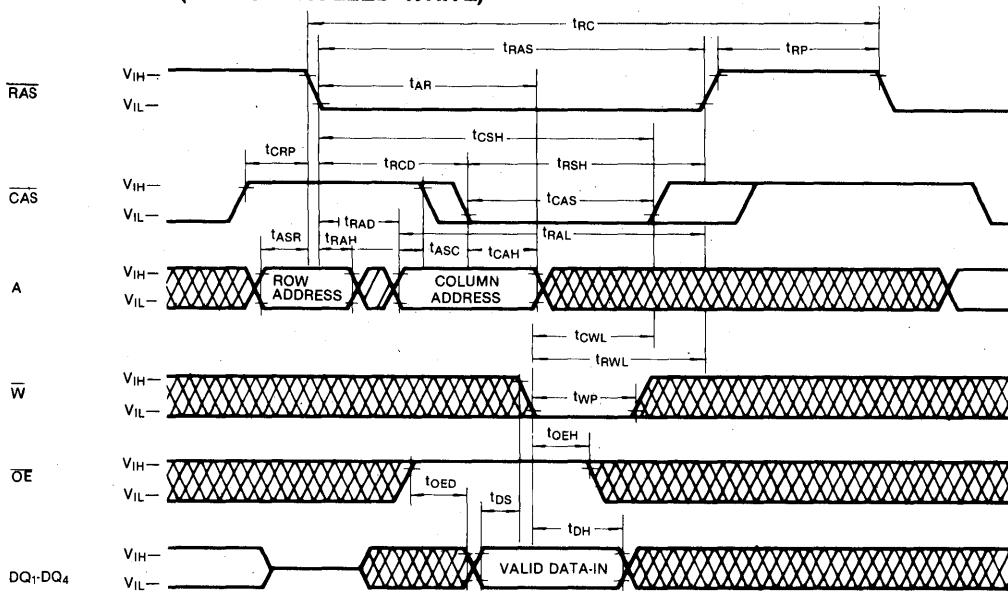 tRC
tRAS
tRP
RAS
VIH—
VIL—
tAR
tCSH
tCRP
tRCD
tRSH
CAS
VIH—
VIL—
tCAS
tRAD
tRAL
tASR
tRAH
tASC
tCAH
A
VIH—
VIL—
ROW
ADDRESS
COLUMN
ADDRESS
tCWL
tRWL
W
VIH—
VIL—
tWP
tOEH
OE
VIH—
VIL—
tOED
tDS
tDH
DQ1-DQ4
VIH—
VIL—
VALID DATA-IN